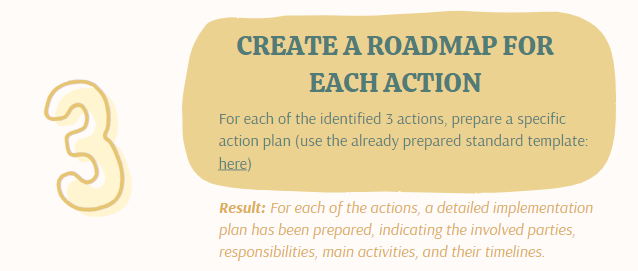 3
CREATE A ROADMAP FOR
EACH ACTION
For each of the identified 3 actions, prepare a specific
action plan (use the already prepared standard template:
here)
Result: For each of the actions, a detailed implementation
plan has been prepared, indicating the involved parties,
responsibilities, main activities, and their timelines.